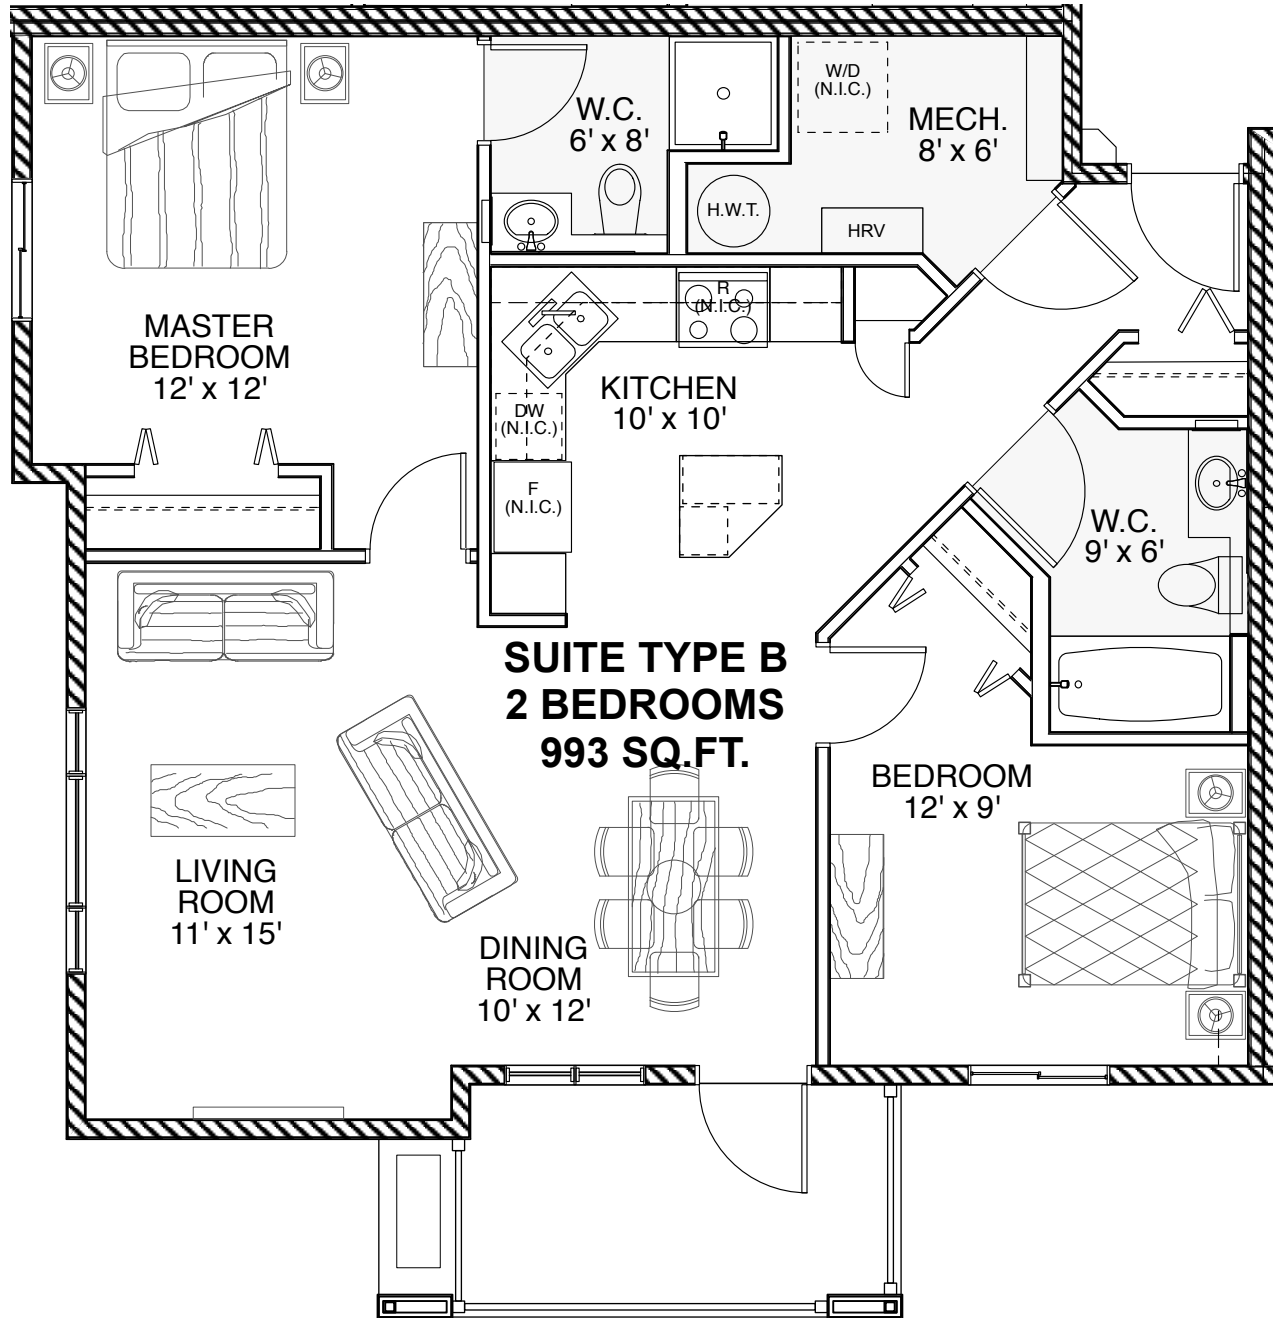 W.C.
6' x 8'
W/D
(N.I.C.)
MECH.
8' x 6'
H.W.T.
HRV
R
(N.I.C.)
MASTER
BEDROOM
12' x 12'
KITCHEN
10' x 10'
DW
(N.I.C.)
F
(N.I.C.)
W.C.
9' x 6'
SUITE TYPE B
2 BEDROOMS
993 SQ.FT.
BEDROOM
12' x 9'
LIVING
ROOM
11' x 15'
DINING
ROOM
10' x 12'